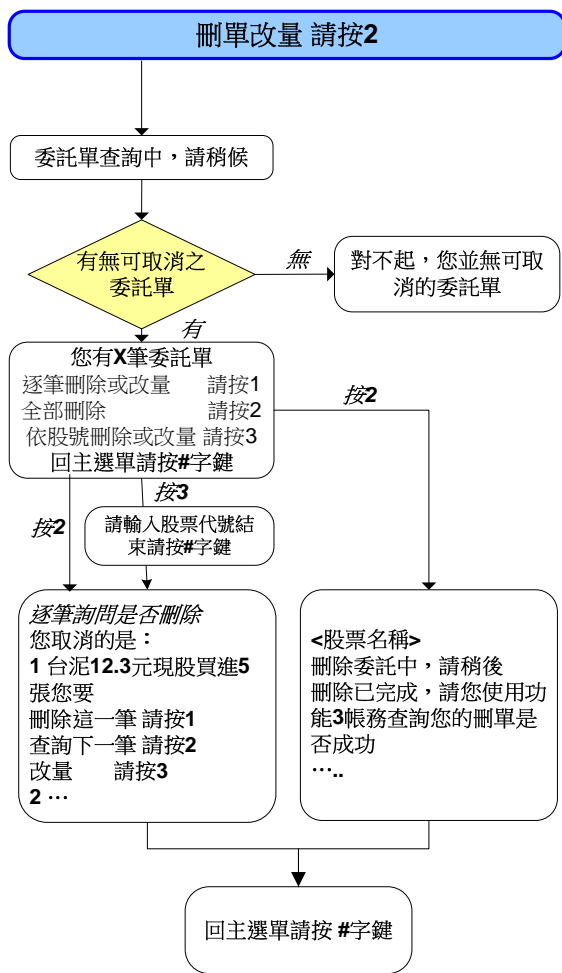 刪單改量 請按2
委託單查詢中，請稍候
有無可取消之
委託單
無
對不起，您並無可取
消的委託單
有
您有X筆委託單
逐筆刪除或改量 請按1
全部刪除 請按2
依股號刪除或改量 請按3
回主選單請按#字鍵
按2
按3
按2
請輸入股票代號結
束請按#字鍵
逐筆詢問是否刪除
您取消的是：
1 台泥12.3元現股買進5
張您要
刪除這一筆 請按1
查詢下一筆 請按2
改量 請按3
2 …
<股票名稱>
刪除委託中，請稍後
刪除已完成，請您使用功
能3帳務查詢您的刪單是
否成功
…..
回主選單請按 #字鍵